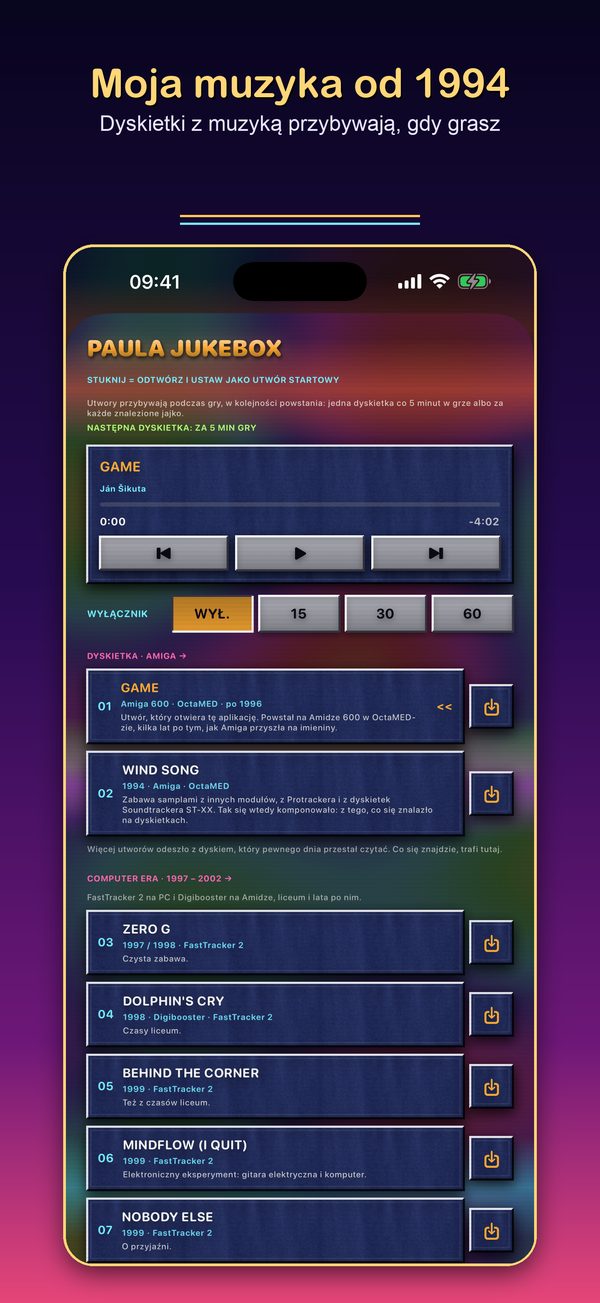 Moja muzyka od 1994
Dyskietki z muzyką przybywają, gdy grasz
09:41
PAULA JUKEBOX
STUKNIJ = ODTWÓRZ I USTAW JAKO UTWÓR STARTOWY
Utwory przybywają podczas gry, w kolejności powstania: jedna dyskietka co 5 minut w grze albo za
każde znalezione jajko.
NASTĘPNA DYSKIETKA: ZA 5 MIN GRY
GAME
Ján Šikuta
0:00 -4:02
WYŁĄCZNIK WYŁ. 15 30 60
DYSKIETKA · AMIGA →
01 GAME <<
Amiga 600 · OctaMED · po 1996
Utwór, który otwiera tę aplikację. Powstał na Amidze 600 w OctaMED-
zie, kilka lat po tym, jak Amiga przyszła na imieniny.
02 WIND SONG
1994 · Amiga · OctaMED
Zabawa samplami z innych modułów, z Protrackera i z dyskietek
Soundtrackera ST-XX. Tak się wtedy komponowało: z tego, co się znalazło
na dyskietkach.
Więcej utworów odeszło z dyskiem, który pewnego dnia przestał czytać. Co się znajdzie, trafi tutaj.
COMPUTER ERA · 1997 – 2002 →
FastTracker 2 na PC i Digibooster na Amidze, liceum i lata po nim.
03 ZERO G
1997 / 1998 · FastTracker 2
Czysta zabawa.
04 DOLPHIN'S CRY
1998 · Digibooster · FastTracker 2
Czasy liceum.
05 BEHIND THE CORNER
1999 · FastTracker 2
Też z czasów liceum.
06 MINDFLOW (I QUIT)
1999 · FastTracker 2
Elektroniczny eksperyment: gitara elektryczna i komputer.
07 NOBODY ELSE
1999 · FastTracker 2
O przyjaźni.